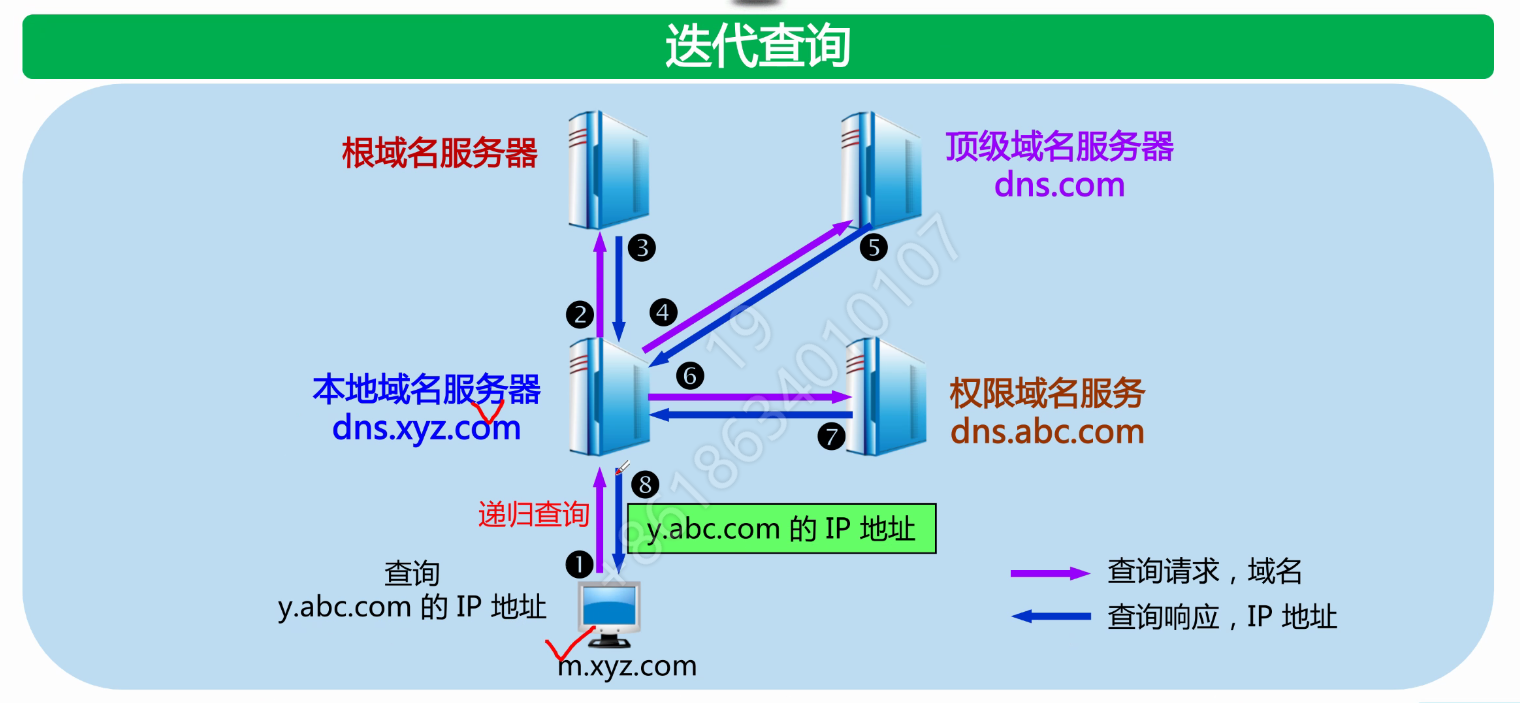 迭代查询
根域名服务器
顶级域名服务器
dns.com
❸
❺
❷
❹
本地域名服务器
dns.xyz.com
❻
权限域名服务
dns.abc.com
❼
❽
递归查询
y.abc.com 的 IP 地址
❶
查询
y.abc.com 的 IP 地址
查询请求，域名
查询响应，IP 地址
m.xyz.com
19
+8618634010107